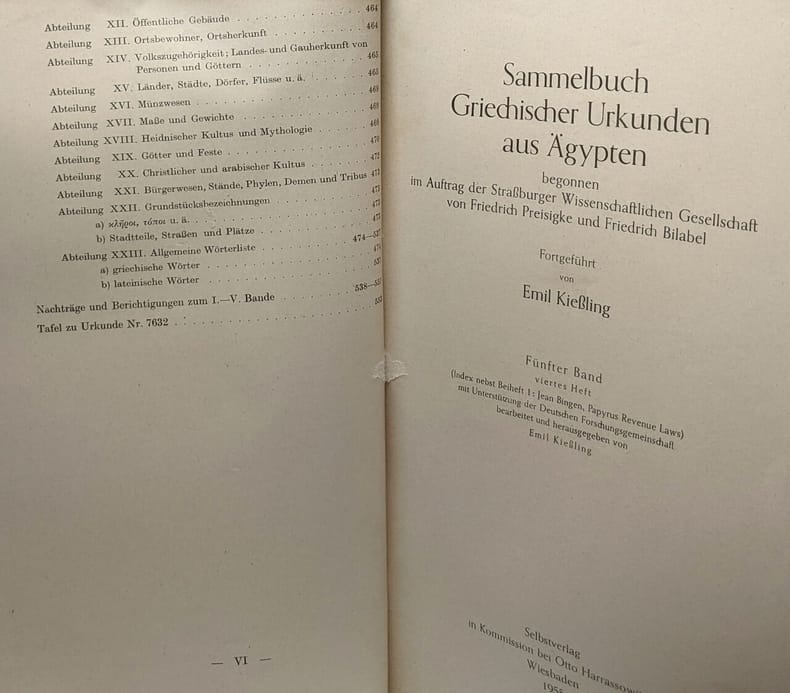 Abteilung XII. Öffentliche Gebäude . . . . . . . . . . 464
Abteilung XIII. Ortsbewohner, Ortsherkunft . . . . . . . . 464
Abteilung XIV. Volkszugehörigkeit; Landes- und Gauherkunft von
Personen und Göttern . . . . . . . . . . 465
Abteilung XV. Länder, Städte, Dörfer, Flüsse u. ä. . . . . . .
Abteilung XVI. Münzwesen . . . . . . . . . . . .
Abteilung XVII. Maße und Gewichte . . . . . . . . . .
Abteilung XVIII. Heidnischer Kultus und Mythologie . . . . .
Abteilung XIX. Götter und Feste . . . . . . . . . . 470
Abteilung XX. Christlicher und arabischer Kultus . . . . . . 472
Abteilung XXI. Bürgerwesen, Stände, Phylen, Demen und Tribus
Abteilung XXII. Grundstücksbezeichnungen . . . . . . . .
a) κλῆροι, τόποι u. ä. . . . . . . . . . .
b) Stadtteile, Straßen und Plätze . . . . . . . .
Abteilung XXIII. Allgemeine Wörterliste . . . . . . . .
a) griechische Wörter . . . . . . . . . .
b) lateinische Wörter . . . . . . . . . .
Nachträge und Berichtigungen zum I.—V. Bande . . . . . . .
Tafel zu Urkunde Nr. 7632 . . . . . . . . . . . .
— VI —
Sammelbuch
Griechischer Urkunden
aus Ägypten
begonnen
im Auftrag der Straßburger Wissenschaftlichen Gesellschaft
von Friedrich Preisigke und Friedrich Bilabel
Fortgeführt
von
Emil Kießling
Fünfter Band
viertes Heft
(Index nebst Beiheft 1: Jean Bingen, Papyrus Revenue Laws)
mit Unterstützung der Deutschen Forschungsgemeinschaft
bearbeitet und herausgegeben von
Emil Kießling
Selbstverlag
in Kommission bei Otto Harrassow
Wiesbaden